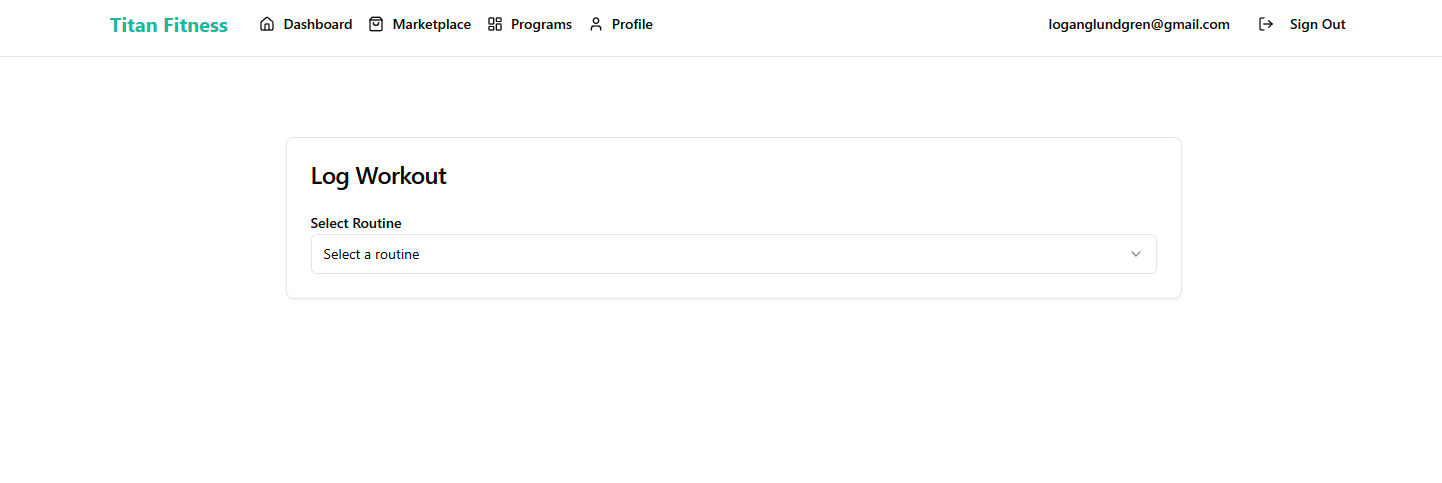 Titan Fitness Dashboard Marketplace Programs Profile loganglundgren@gmail.com Sign Out
Log Workout
Select Routine
Select a routine